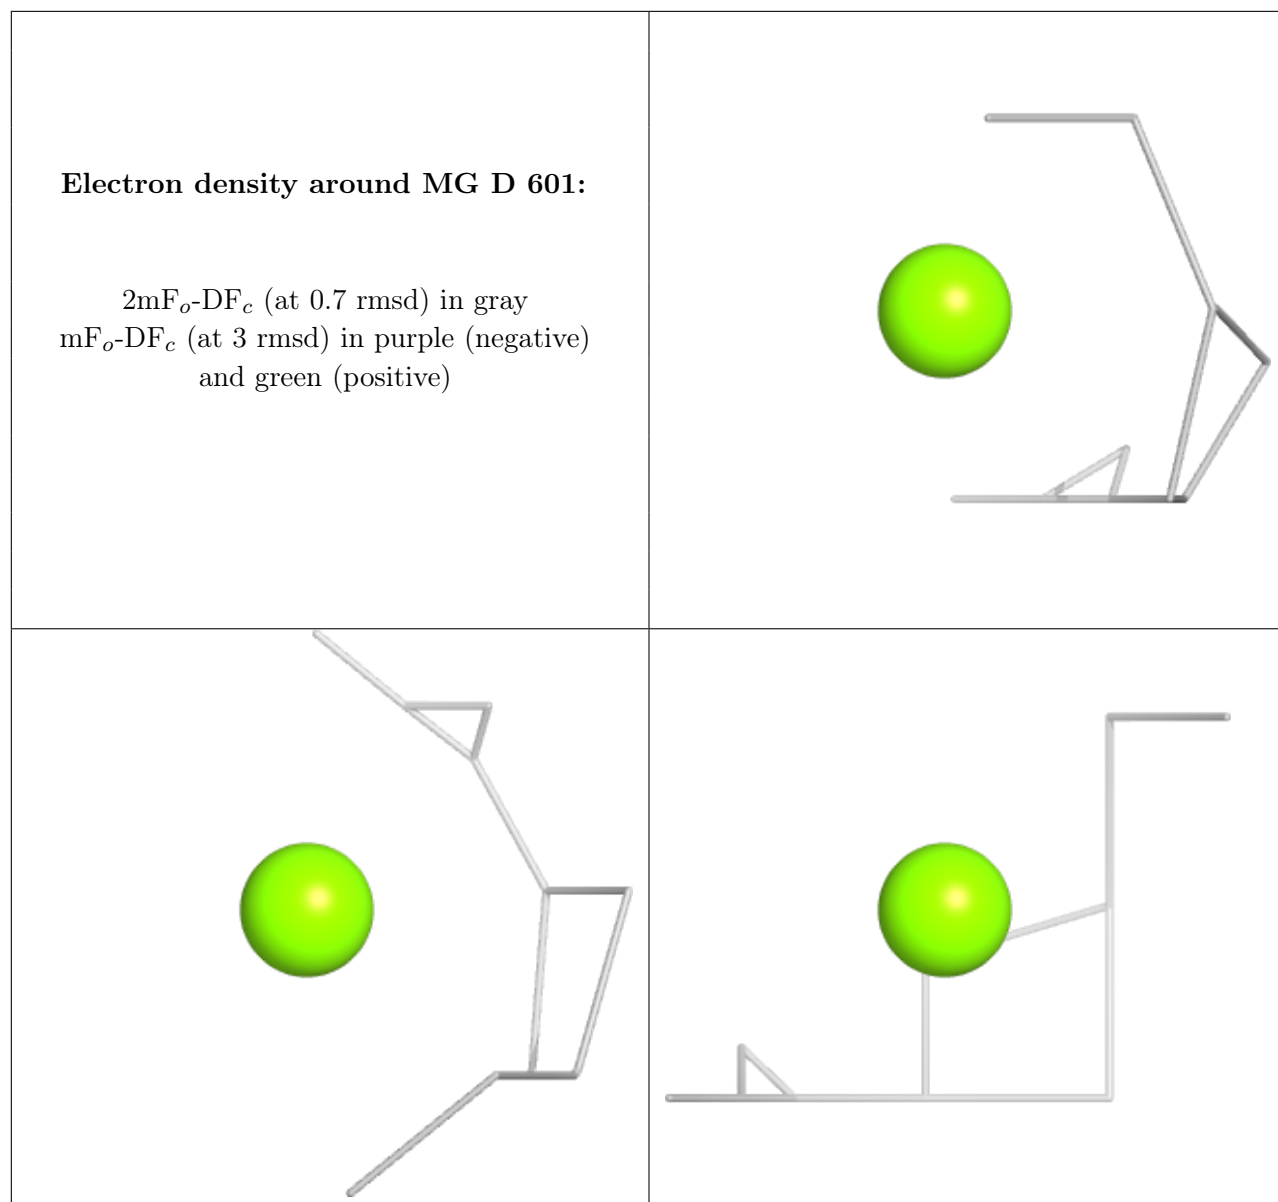 Electron density around MG D 601:
2mFo-DFc (at 0.7 rmsd) in gray
mFo-DFc (at 3 rmsd) in purple (negative)
and green (positive)